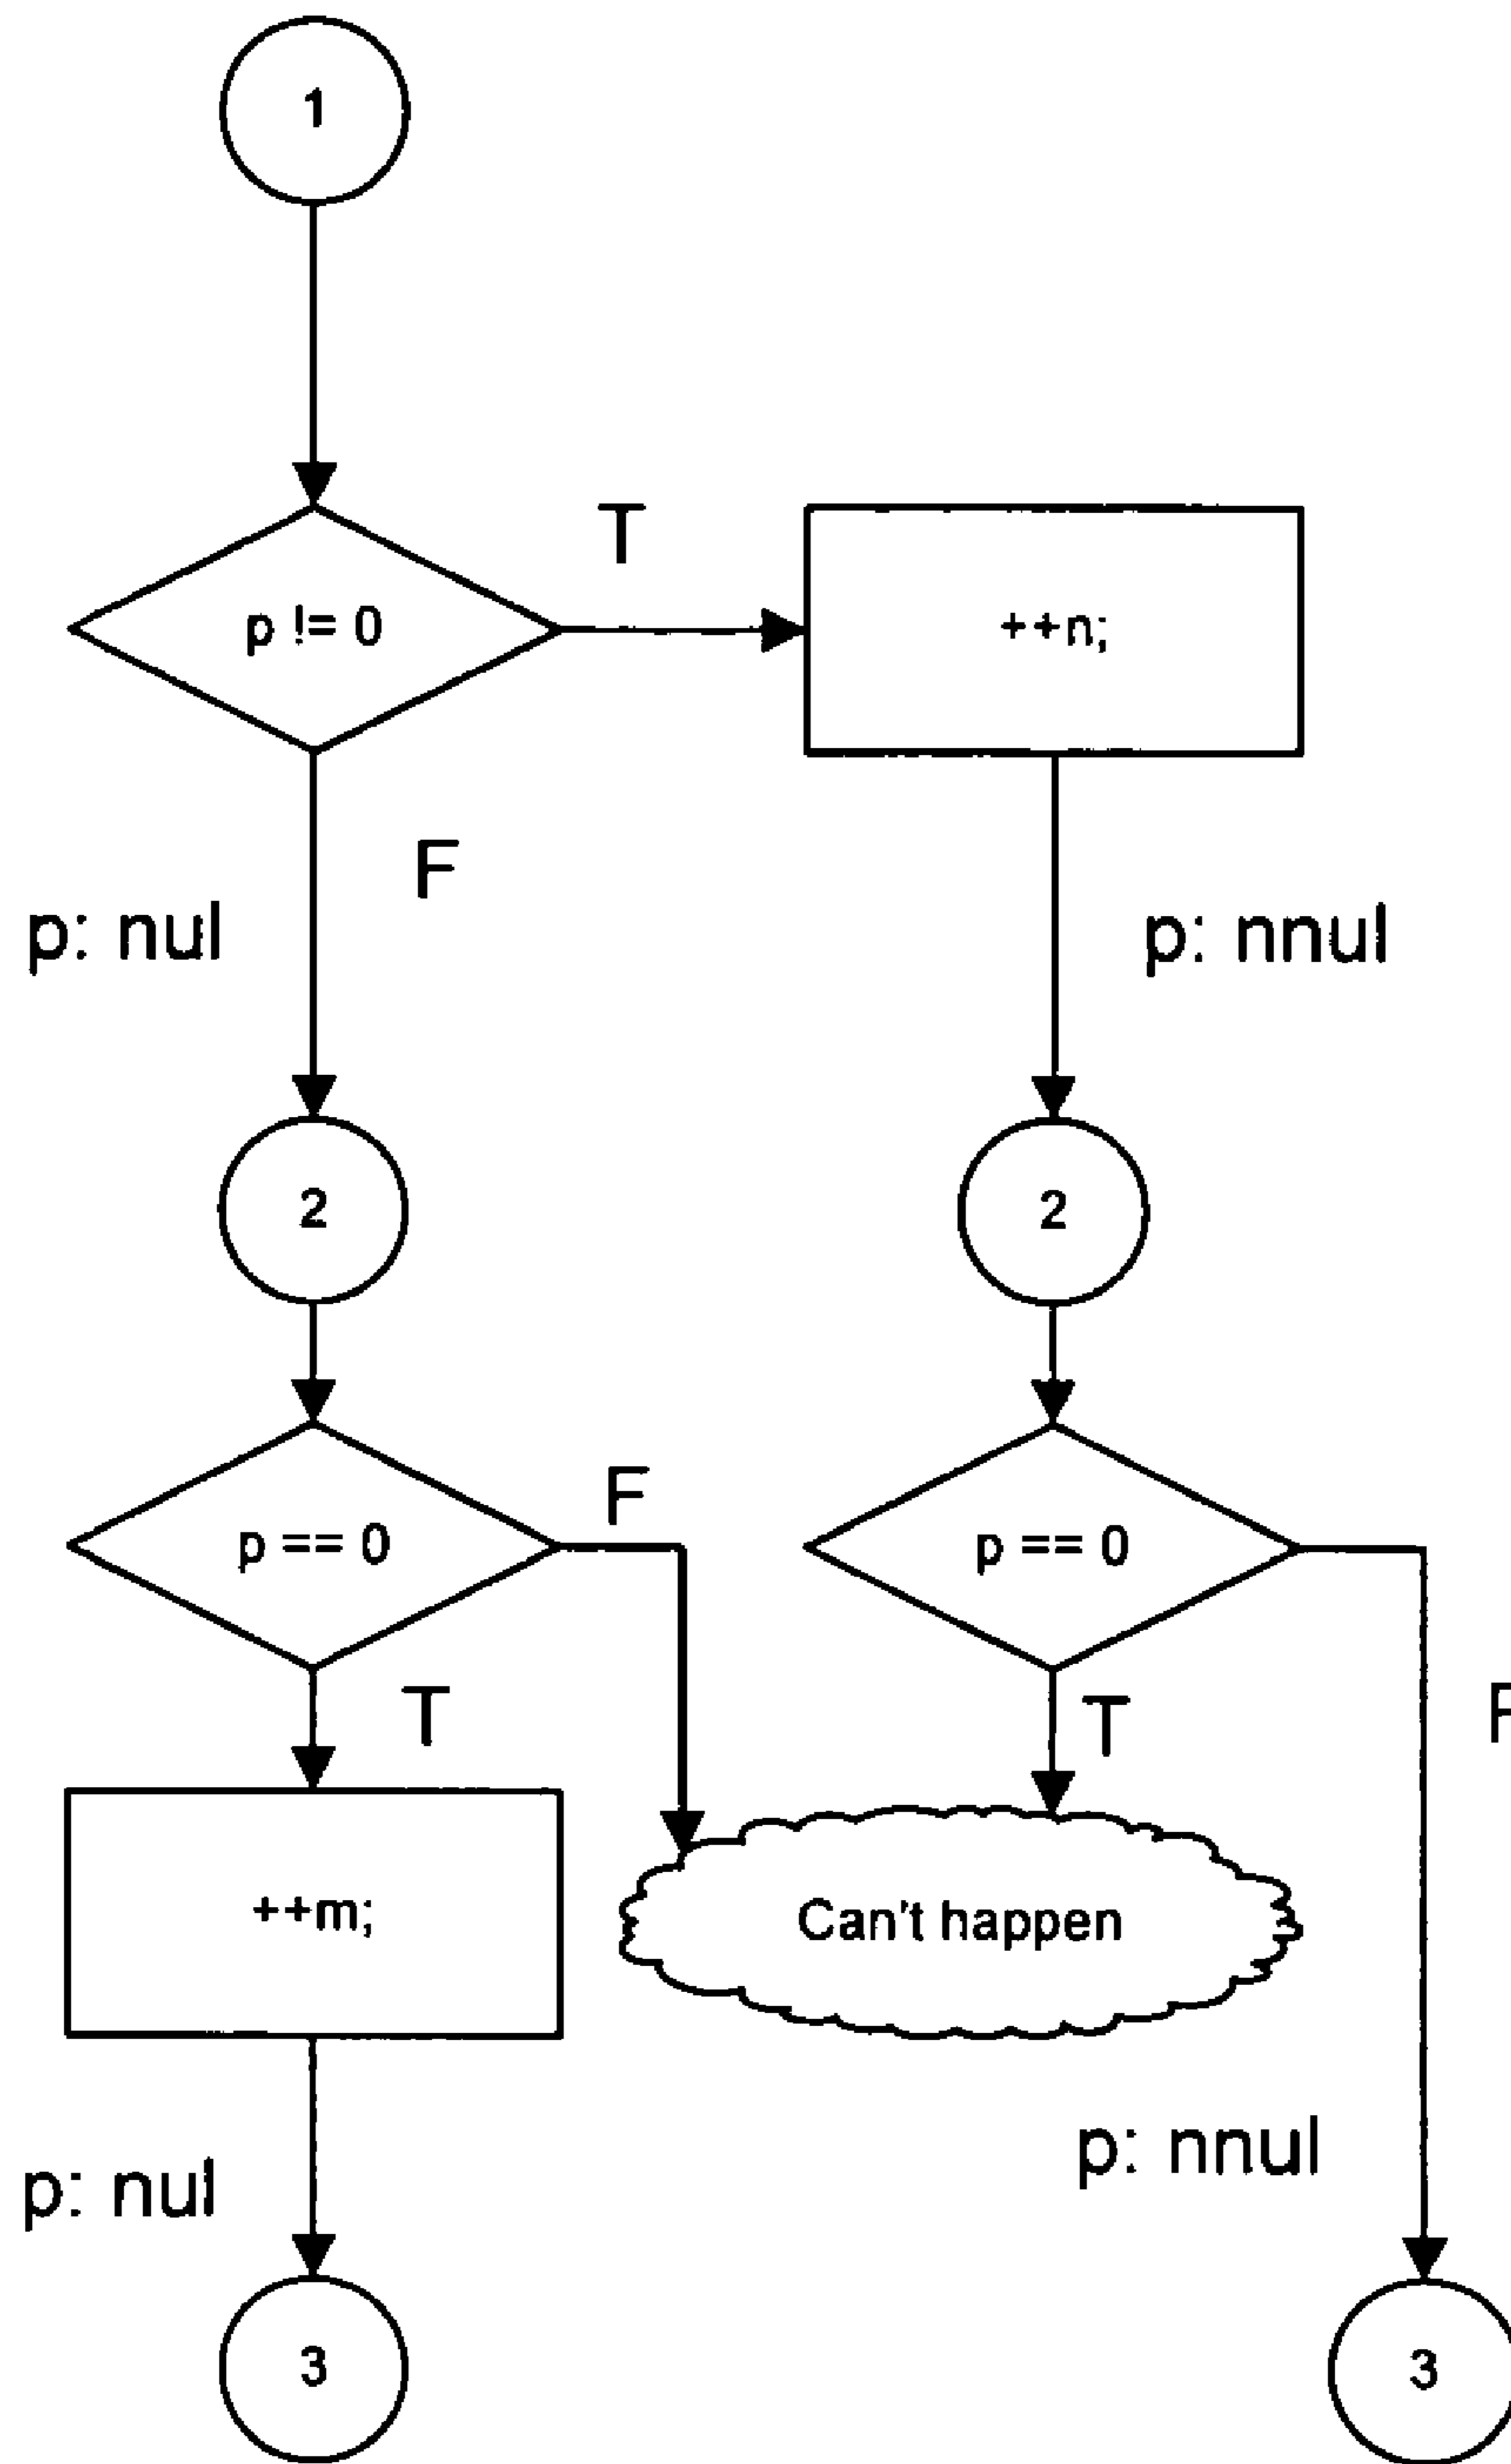 1
T
p != 0
++n;
F
p: nul
p: nnul
2
2
F
p == 0
p == 0
T
T
F
++m;
Can't happen
p: nnul
p: nul
3
3